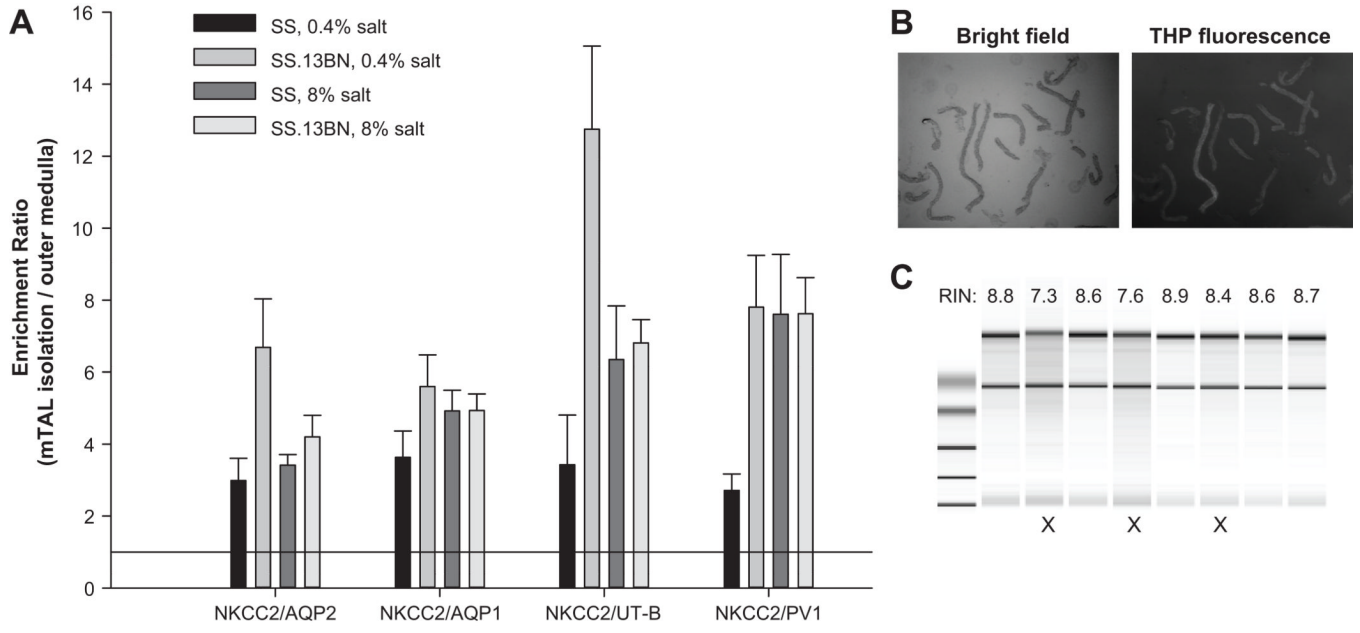 A
Enrichment Ratio
(mTAL isolation / outer medulla)
16
14
12
10
8
6
4
2
0
SS, 0.4% salt
SS.13BN, 0.4% salt
SS, 8% salt
SS.13BN, 8% salt
NKCC2/AQP2 NKCC2/AQP1 NKCC2/UT-B NKCC2/PV1
B
Bright field THP fluorescence
C
RIN: 8.8 7.3 8.6 7.6 8.9 8.4 8.6 8.7
X X X